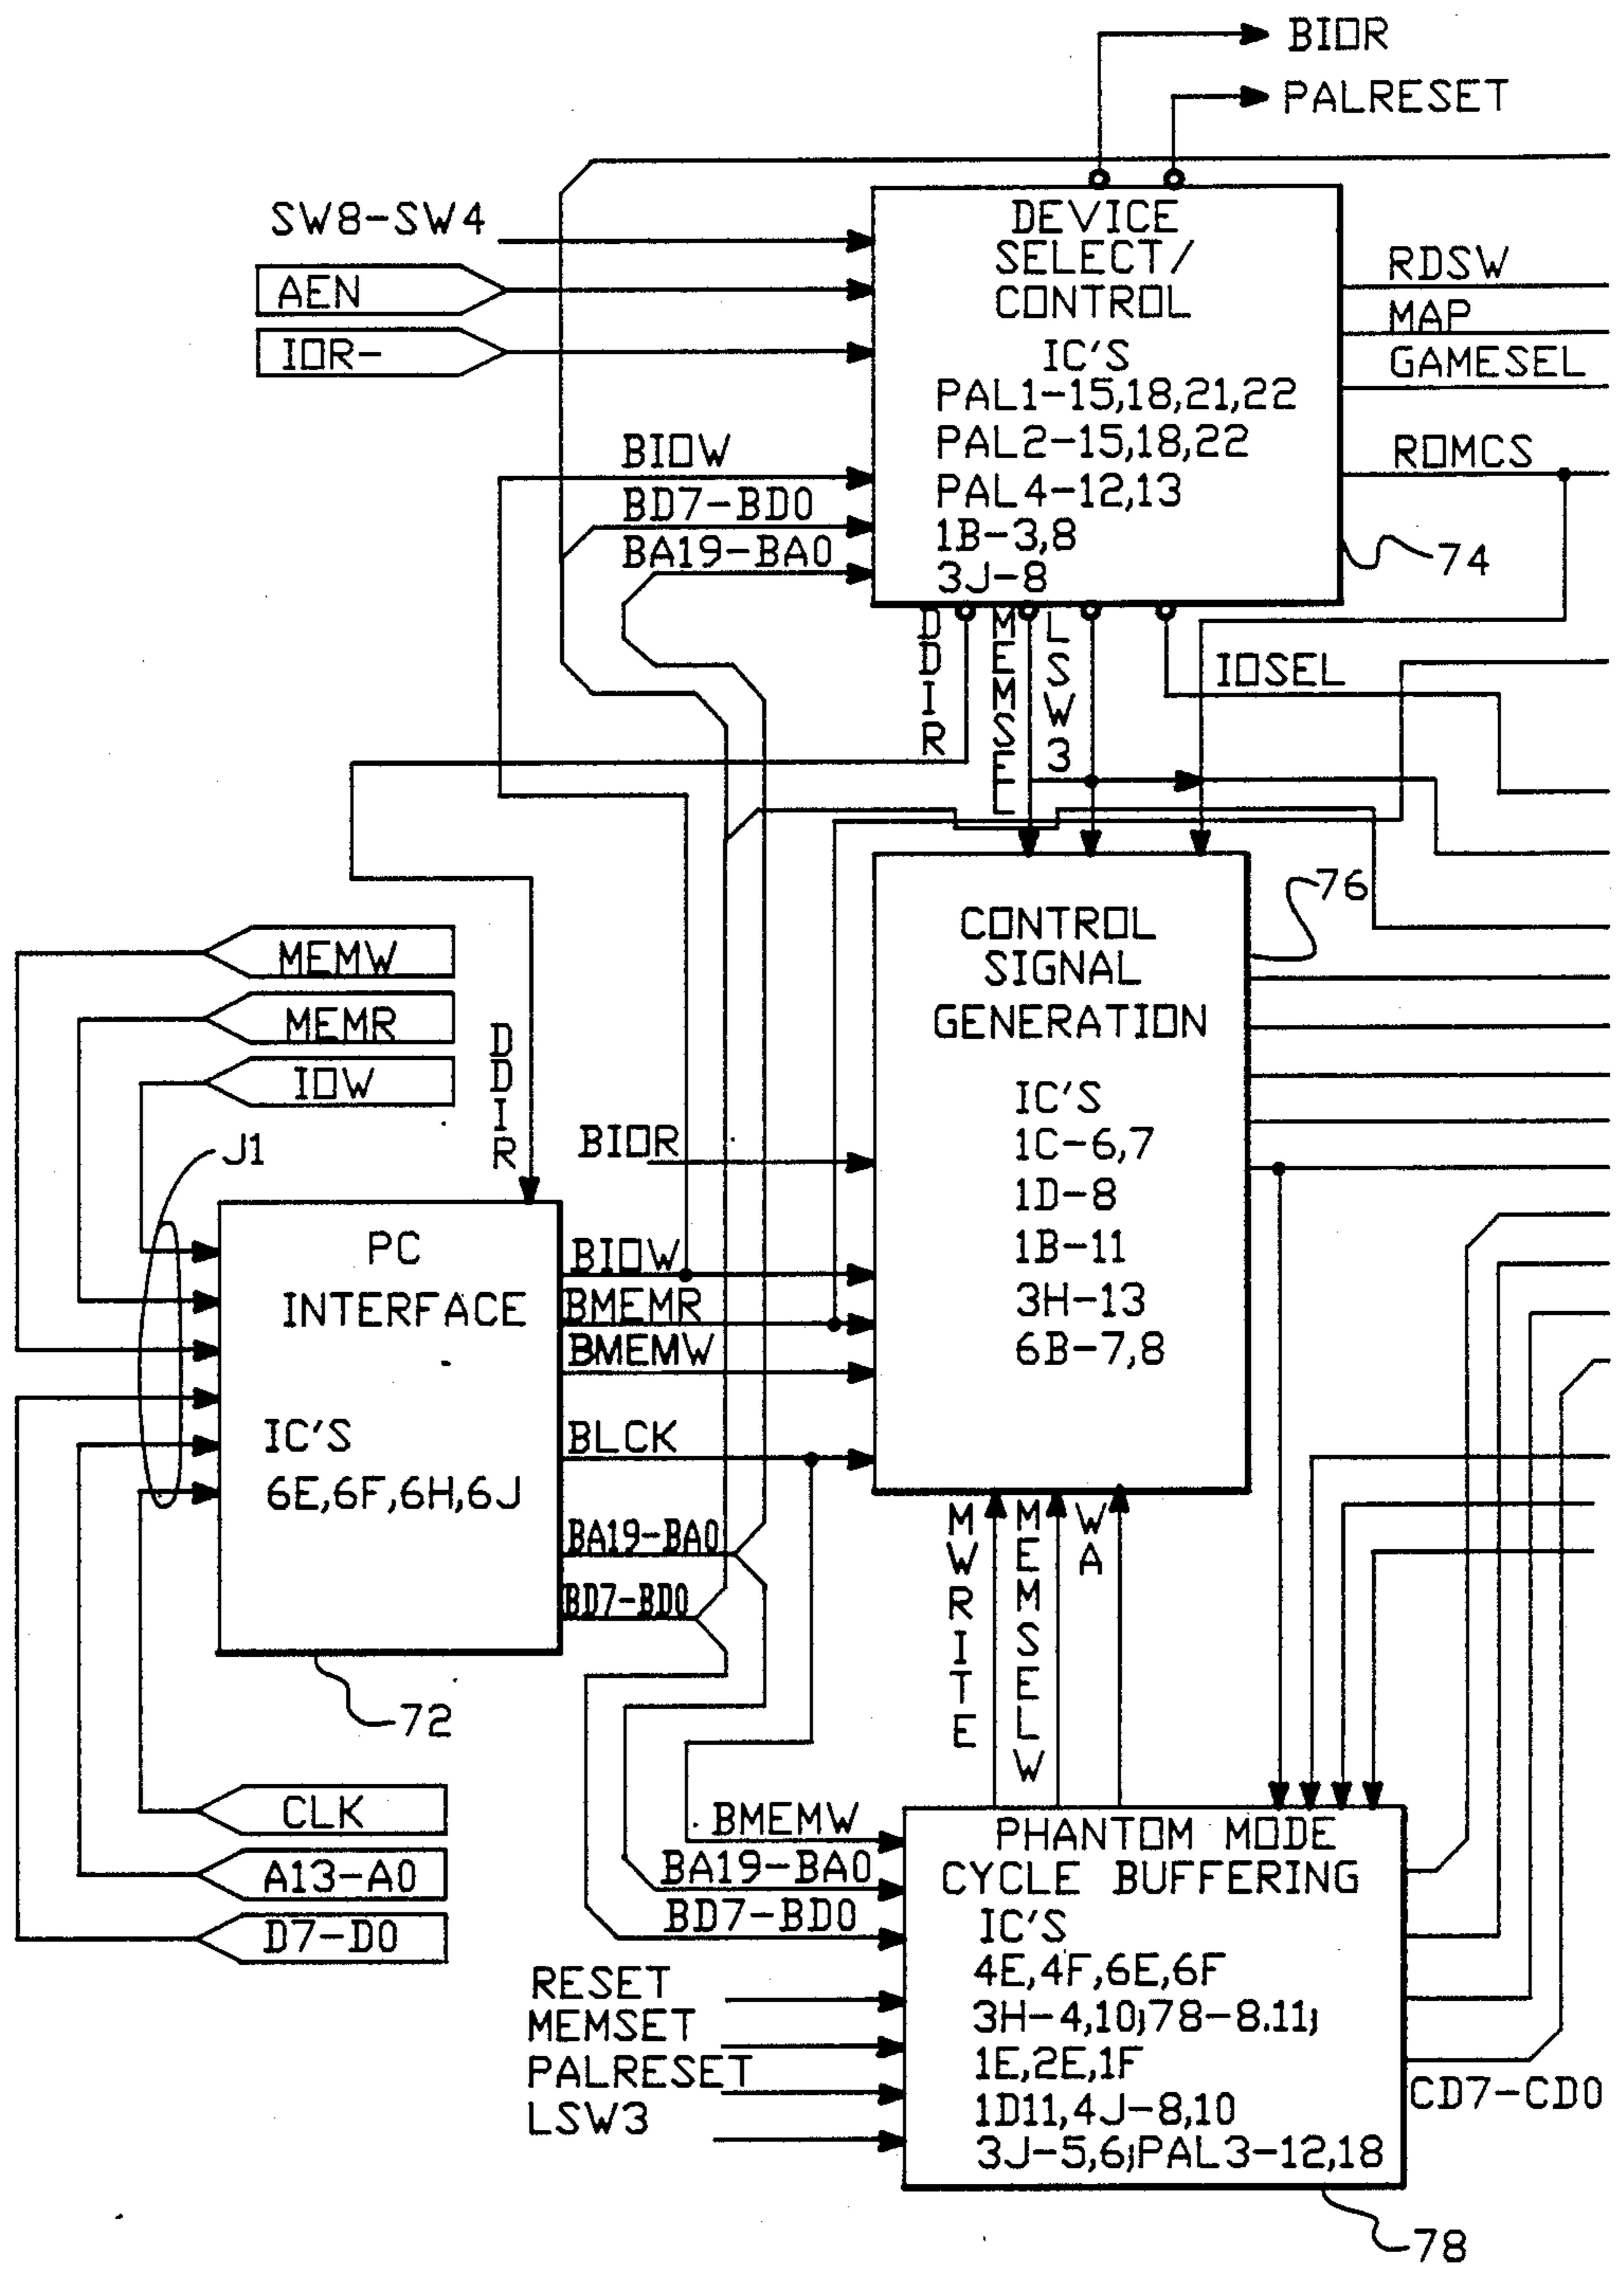 BIOR
PALRESET
SW8-SW4
AEN
IOR-
BIOW
BD7-BD0
BA19-BA0
DEVICE
SELECT/
CONTROL
IC'S
PAL1-15,18,21,22
PAL2-15,18,22
PAL4-12,13
1B-3,8
3J-8
RDSW
MAP
GAMESEL
ROMCS
74
DDIR
MEMSEL
LSW3
IOSEL
76
MEMW
MEMR
IOW
J1
DDIR
CONTROL
SIGNAL
GENERATION
IC'S
1C-6,7
1D-8
1B-11
3H-13
6B-7,8
BIOR
PC
INTERFACE
IC'S
6E,6F,6H,6J
BIOW
BMEMR
BMEMW
BLCK
BA19-BA0
BD7-BD0
72
MWRITE
MEMSELW
WA
CLK
A13-A0
D7-D0
BMEMW
BA19-BA0
BD7-BD0
RESET
MEMSET
PALRESET
LSW3
PHANTOM MODE
CYCLE BUFFERING
IC'S
4E,4F,6E,6F
3H-4,10;78-8.11;
1E,2E,1F
1D11,4J-8,10
3J-5,6;PAL3-12,18
CD7-CD0
78